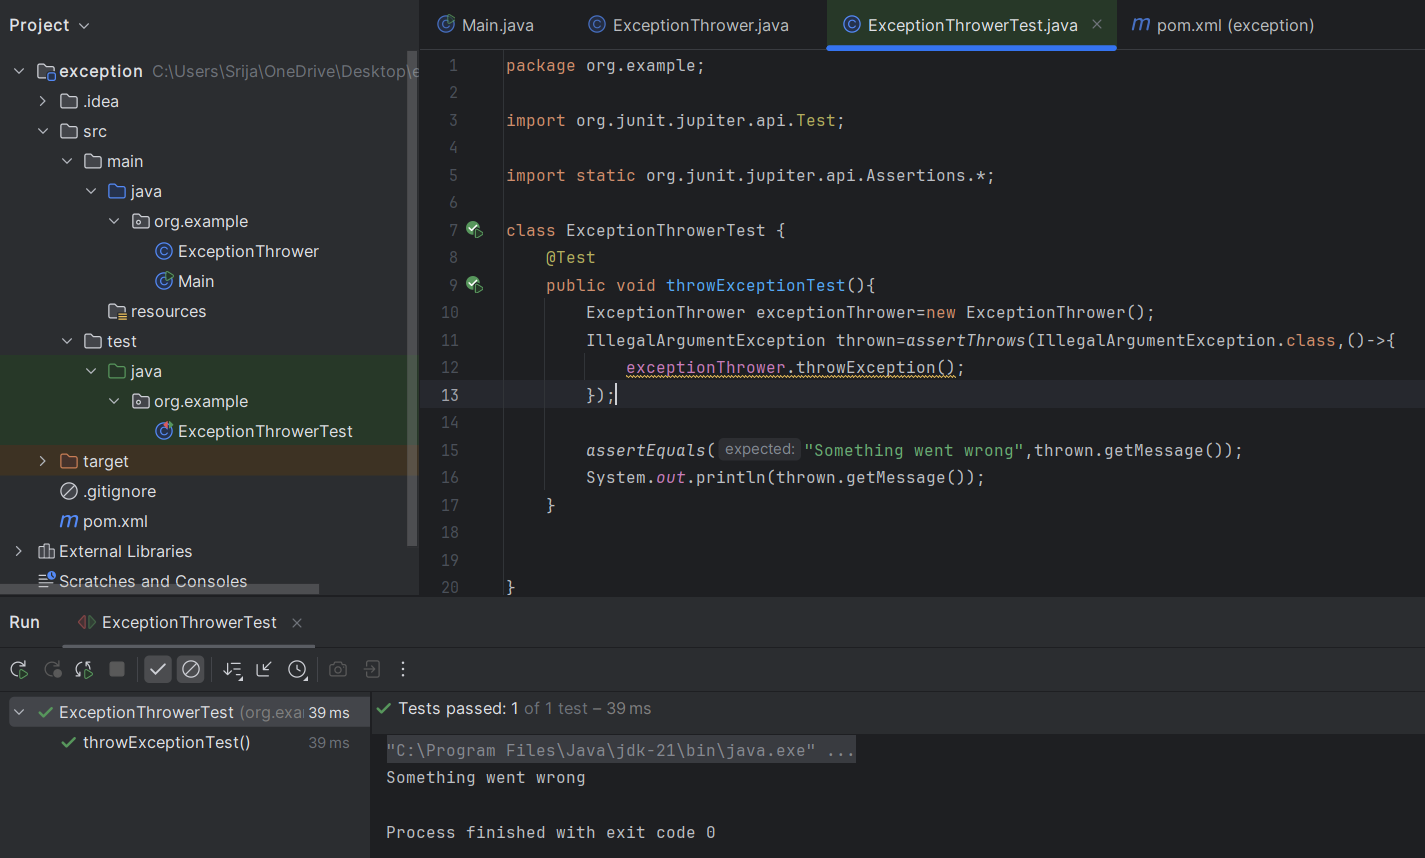 Project
exception C:\Users\Srija\OneDrive\Desktop\e
.idea
src
main
java
org.example
ExceptionThrower
Main
resources
test
java
org.example
ExceptionThrowerTest
target
.gitignore
pom.xml
External Libraries
Scratches and Consoles
Main.java ExceptionThrower.java ExceptionThrowerTest.java pom.xml (exception)
1 package org.example;
2
3 import org.junit.jupiter.api.Test;
4
5 import static org.junit.jupiter.api.Assertions.*;
6
7 class ExceptionThrowerTest {
8 @Test
9 public void throwExceptionTest(){
10 ExceptionThrower exceptionThrower=new ExceptionThrower();
11 IllegalArgumentException thrown=assertThrows(IllegalArgumentException.class,()->{
12 exceptionThrower.throwException();
13 });
14
15 assertEquals( expected: "Something went wrong",thrown.getMessage());
16 System.out.println(thrown.getMessage());
17 }
18
19
20 }
Run ExceptionThrowerTest
ExceptionThrowerTest (org.exa 39 ms
throwExceptionTest() 39 ms
Tests passed: 1 of 1 test – 39 ms
"C:\Program Files\Java\jdk-21\bin\java.exe" ...
Something went wrong
Process finished with exit code 0